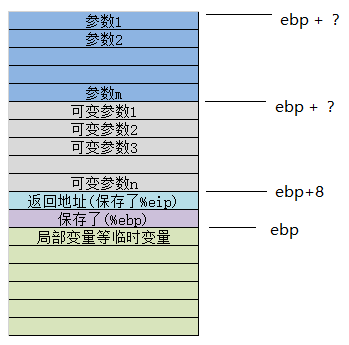 参数1
ebp + ?
参数2
参数m
ebp + ?
可变参数1
可变参数2
可变参数3
可变参数n
ebp+8
返回地址(保存了%eip)
保存了(%ebp)
ebp
局部变量等临时变量